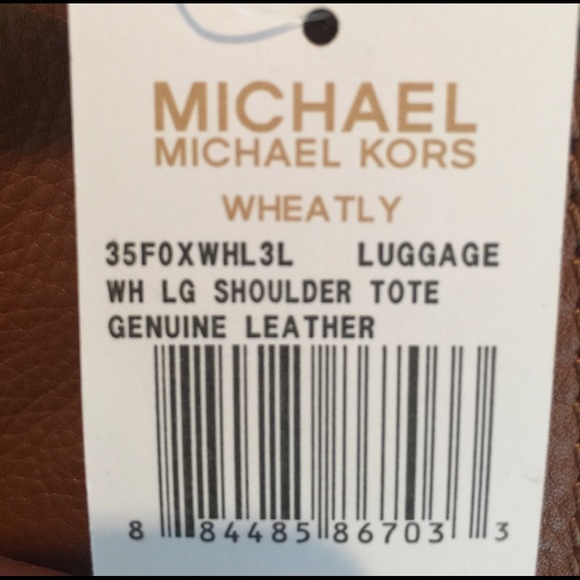 MICHAEL
MICHAEL KORS
WHEATLY
35F0XWHL3L LUGGAGE
WH LG SHOULDER TOTE
GENUINE LEATHER
8 84485 86703 3